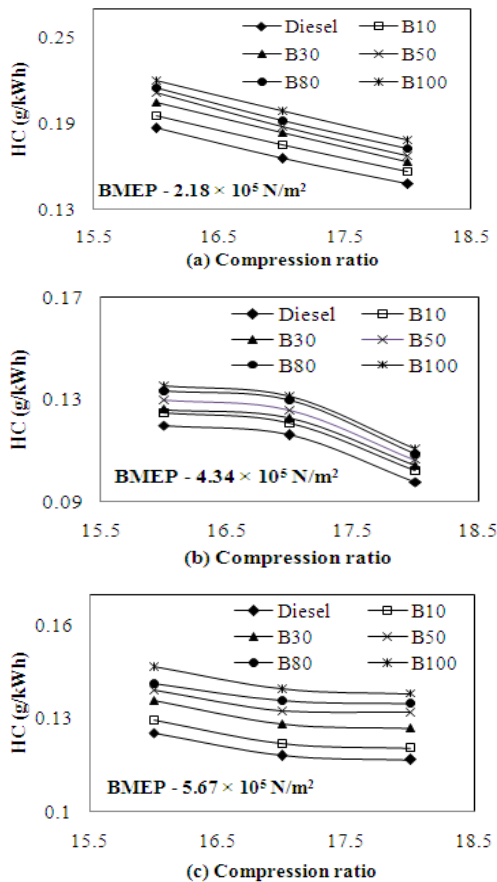 HC (g/kWh)
0.25
0.19
0.13
Diesel B10
B30 B50
B80 B100
BMEP - 2.18 × 10⁵ N/m²
15.5 16.5 17.5 18.5
(a) Compression ratio
HC (g/kWh)
0.17
0.13
0.09
Diesel B10
B30 B50
B80 B100
BMEP - 4.34 × 10⁵ N/m²
15.5 16.5 17.5 18.5
(b) Compression ratio
HC (g/kWh)
0.16
0.13
0.1
Diesel B10
B30 B50
B80 B100
BMEP - 5.67 × 10⁵ N/m²
15.5 16.5 17.5 18.5
(c) Compression ratio